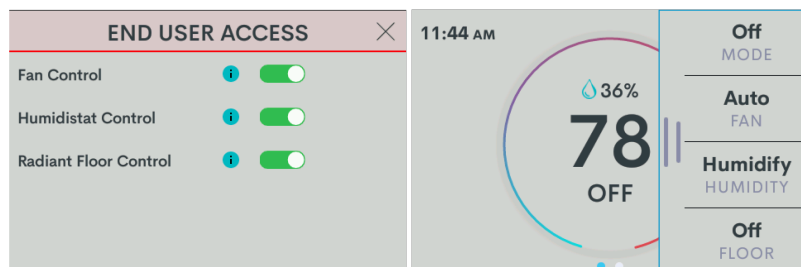 END USER ACCESS
Fan Control
Humidistat Control
Radiant Floor Control
11:44 AM
36%
78
OFF
Off
MODE
Auto
FAN
Humidify
HUMIDITY
Off
FLOOR